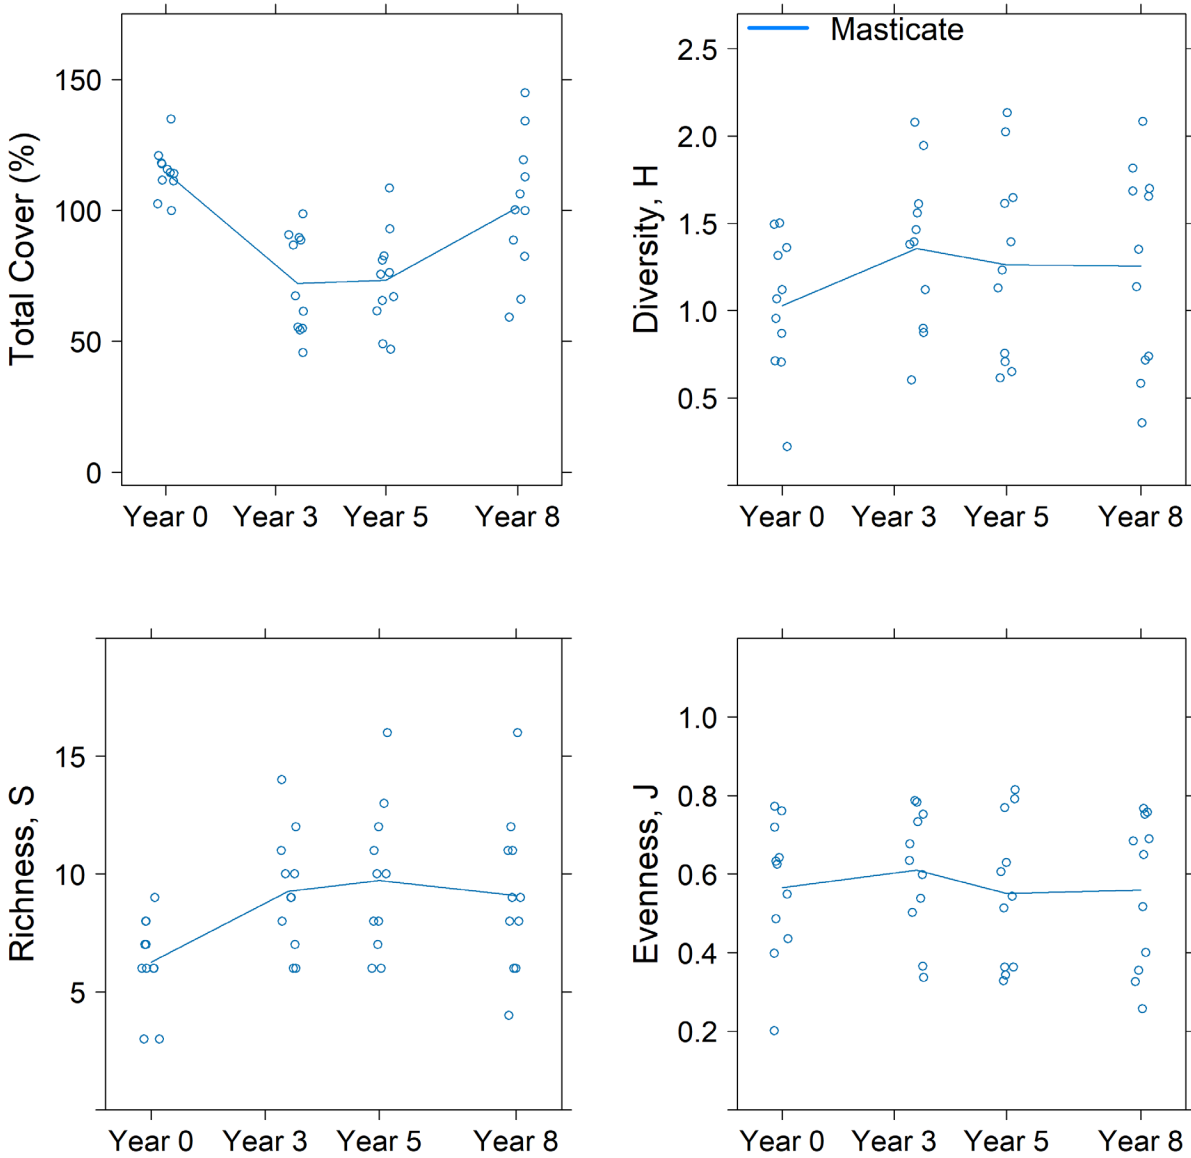 Total Cover (%)
150
100
50
0
Year 0 Year 3 Year 5 Year 8
Masticate
Diversity, H
2.5
2.0
1.5
1.0
0.5
Year 0 Year 3 Year 5 Year 8
Richness, S
15
10
5
Year 0 Year 3 Year 5 Year 8
Evenness, J
1.0
0.8
0.6
0.4
0.2
Year 0 Year 3 Year 5 Year 8